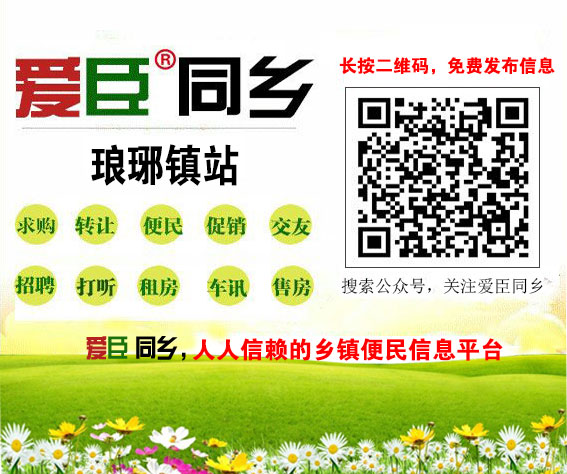 爱臣®同乡
琅琊镇站
求购 转让 便民 促销 交友
招聘 打听 租房 车讯 售房
长按二维码，免费发布信息
搜索公众号，关注爱臣同乡
爱臣同乡，人人信赖的乡镇便民信息平台